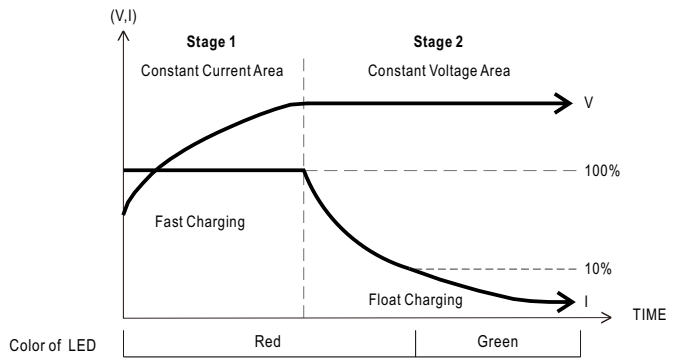 (V,I)
Stage 1
Stage 2
Constant Current Area
Constant Voltage Area
V
100%
Fast Charging
10%
Float Charging
I
TIME
Color of LED
Red
Green